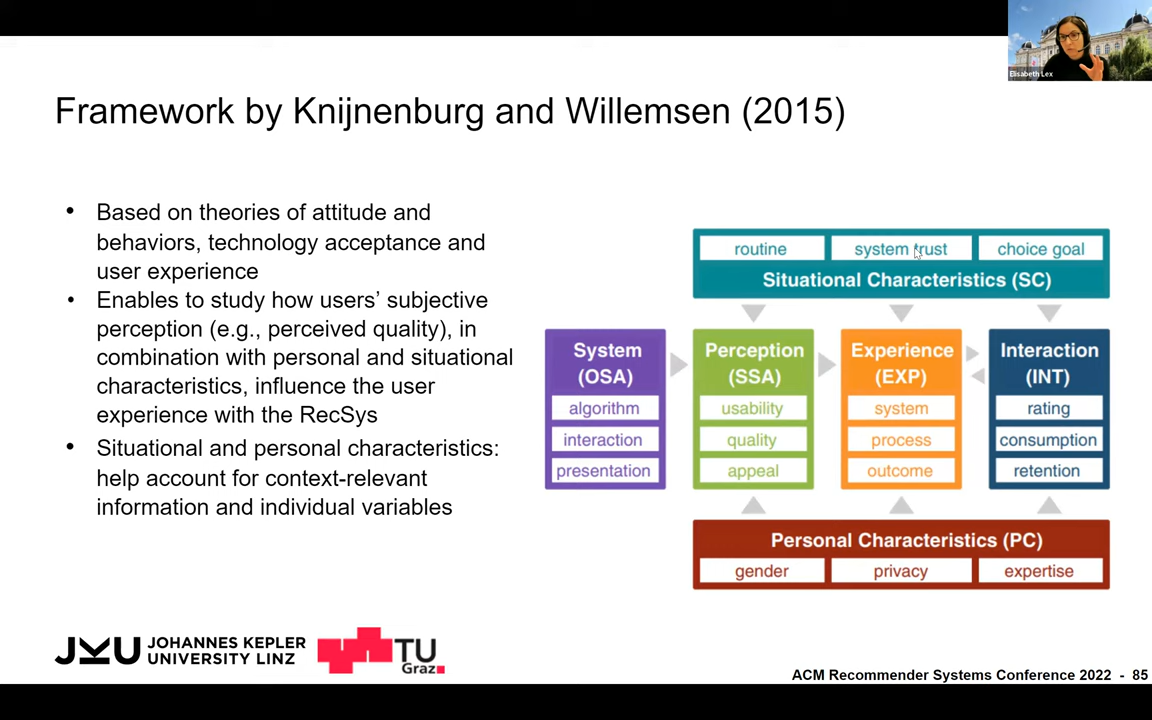 Elisabeth Lex
Framework by Knijnenburg and Willemsen (2015)
• Based on theories of attitude and
behaviors, technology acceptance and
user experience
• Enables to study how users’ subjective
perception (e.g., perceived quality), in
combination with personal and situational
characteristics, influence the user
experience with the RecSys
• Situational and personal characteristics:
help account for context-relevant
information and individual variables
routine system trust choice goal
Situational Characteristics (SC)
System
(OSA)
algorithm
interaction
presentation
Perception
(SSA)
usability
quality
appeal
Experience
(EXP)
system
process
outcome
Interaction
(INT)
rating
consumption
retention
Personal Characteristics (PC)
gender privacy expertise
JKU JOHANNES KEPLER
UNIVERSITY LINZ
TU
Graz
ACM Recommender Systems Conference 2022 - 85